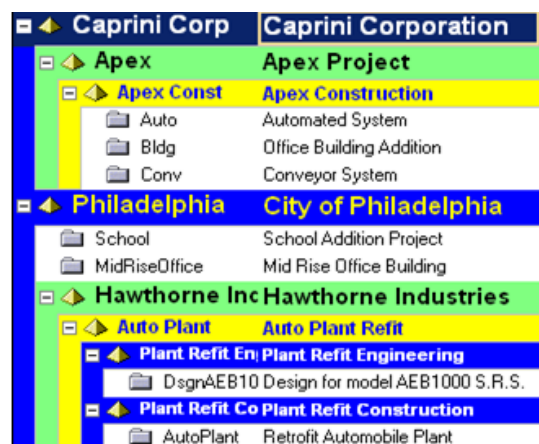 Caprini Corp Caprini Corporation
Apex Apex Project
Apex Const Apex Construction
Auto Automated System
Bldg Office Building Addition
Conv Conveyor System
Philadelphia City of Philadelphia
School School Addition Project
MidRiseOffice Mid Rise Office Building
Hawthorne Inc Hawthorne Industries
Auto Plant Auto Plant Refit
Plant Refit En Plant Refit Engineering
DsgnAEB10 Design for model AEB1000 S.R.S.
Plant Refit Co Plant Refit Construction
AutoPlant Retrofit Automobile Plant